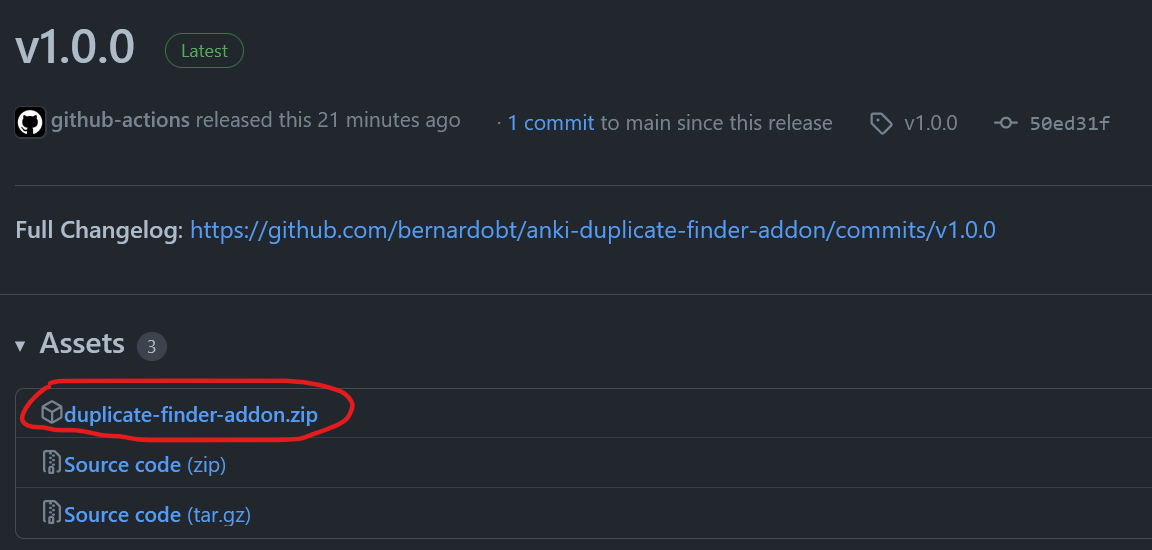 v1.0.0 Latest
github-actions released this 21 minutes ago · 1 commit to main since this release v1.0.0 50ed31f
Full Changelog: https://github.com/bernardobt/anki-duplicate-finder-addon/commits/v1.0.0
▾ Assets 3
duplicate-finder-addon.zip
Source code (zip)
Source code (tar.gz)